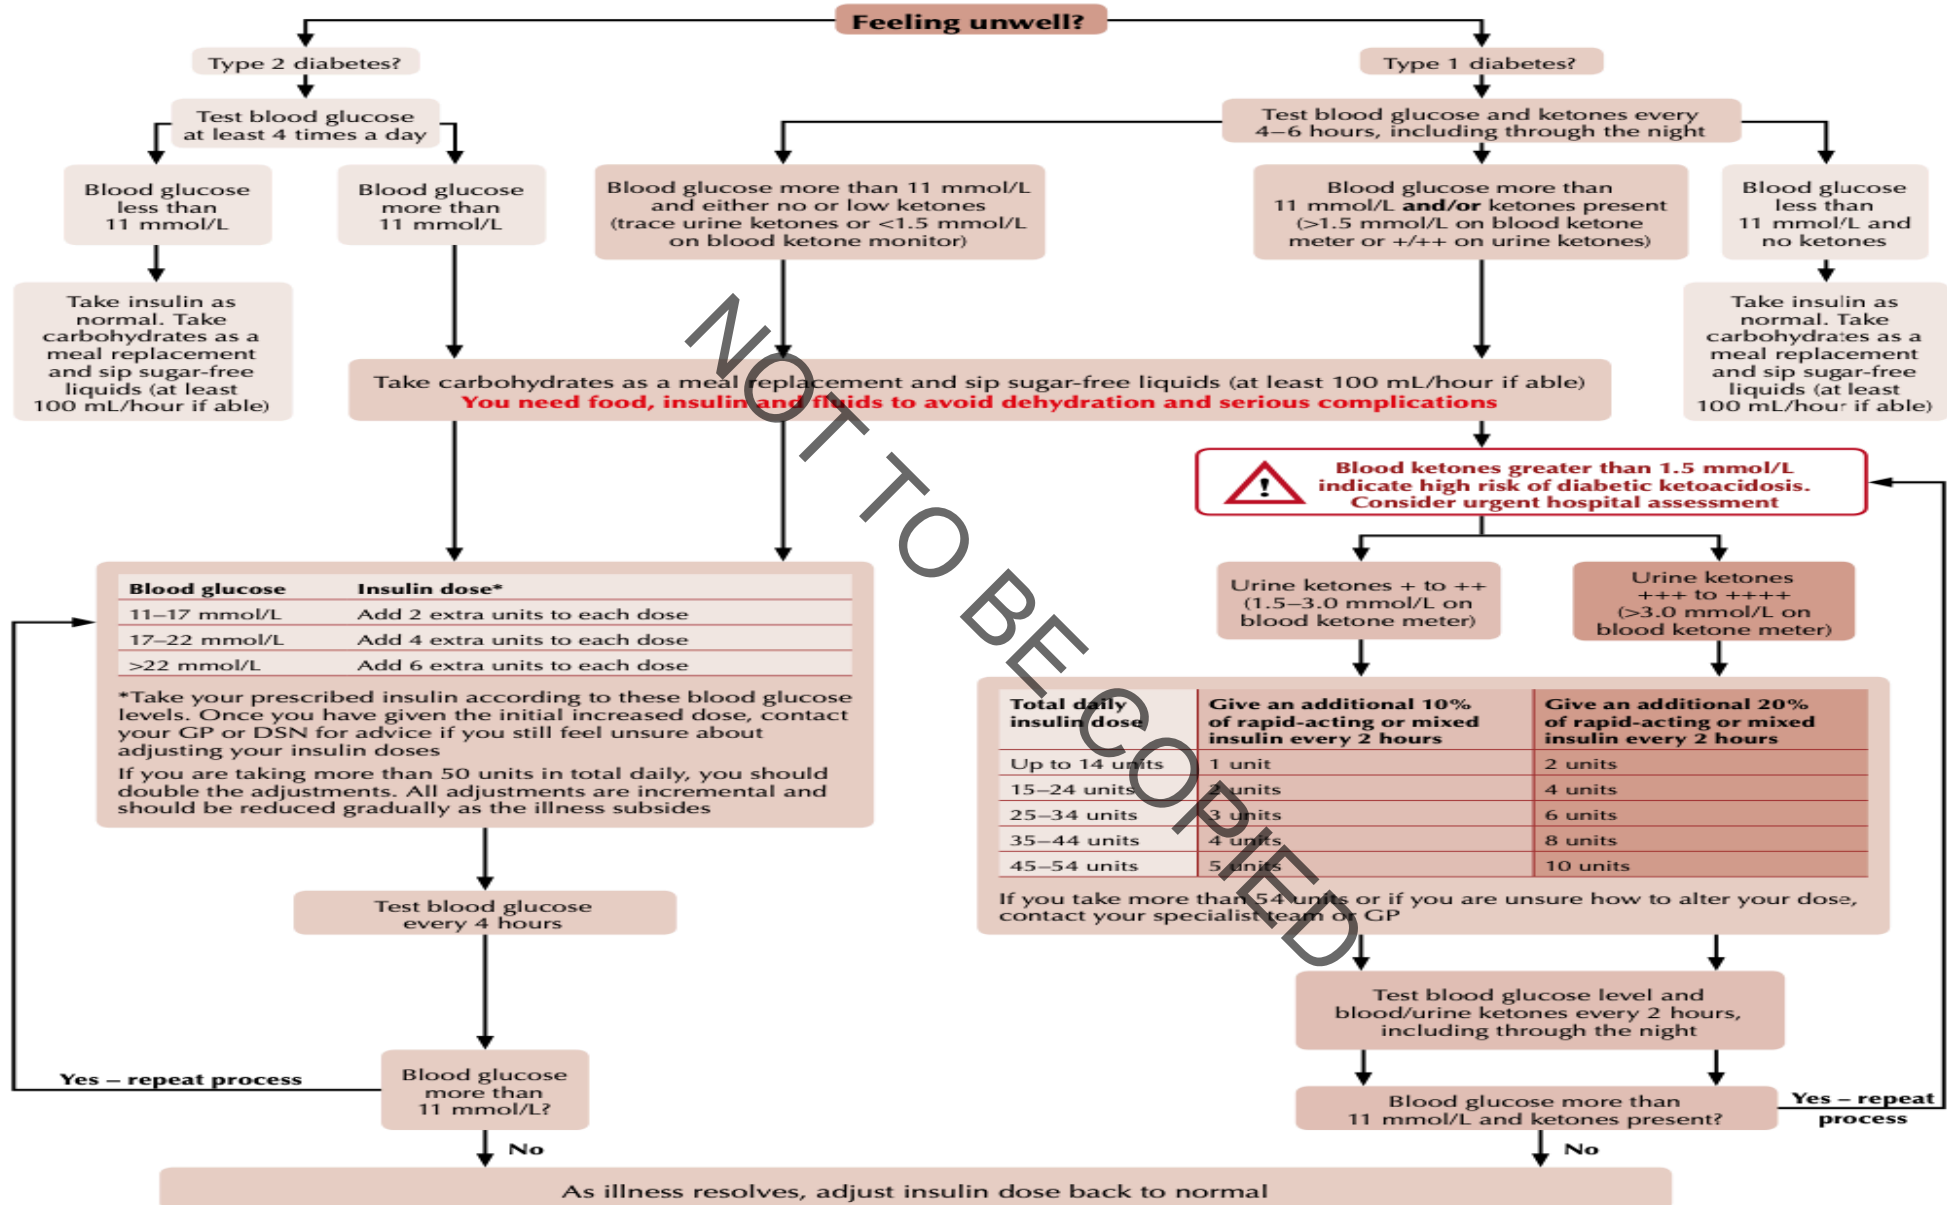 Feeling unwell?
Type 2 diabetes?
Type 1 diabetes?
Test blood glucose
at least 4 times a day
Test blood glucose and ketones every
4–6 hours, including through the night
Blood glucose
less than
11 mmol/L
Blood glucose
more than
11 mmol/L
Blood glucose more than 11 mmol/L
and either no or low ketones
(trace urine ketones or <1.5 mmol/L
on blood ketone monitor)
Blood glucose more than
11 mmol/L and/or ketones present
(>1.5 mmol/L on blood ketone
meter or +/++ on urine ketones)
Blood glucose
less than
11 mmol/L and
no ketones
Take insulin as
normal. Take
carbohydrates as a
meal replacement
and sip sugar-free
liquids (at least
100 mL/hour if able)
Take insulin as
normal. Take
carbohydrates as a
meal replacement
and sip sugar-free
liquids (at least
100 mL/hour if able)
Take carbohydrates as a meal replacement and sip sugar-free liquids (at least 100 mL/hour if able)
You need food, insulin and fluids to avoid dehydration and serious complications
Blood ketones greater than 1.5 mmol/L
indicate high risk of diabetic ketoacidosis.
Consider urgent hospital assessment
Urine ketones + to ++
(1.5–3.0 mmol/L on
blood ketone meter)
Urine ketones
+++ to ++++
(>3.0 mmol/L on
blood ketone meter)
Blood glucose Insulin dose*
11–17 mmol/L Add 2 extra units to each dose
17–22 mmol/L Add 4 extra units to each dose
>22 mmol/L Add 6 extra units to each dose
*Take your prescribed insulin according to these blood glucose
levels. Once you have given the initial increased dose, contact
your GP or DSN for advice if you still feel unsure about
adjusting your insulin doses
If you are taking more than 50 units in total daily, you should
double the adjustments. All adjustments are incremental and
should be reduced gradually as the illness subsides
Total daily
insulin dose
Give an additional 10%
of rapid-acting or mixed
insulin every 2 hours
Give an additional 20%
of rapid-acting or mixed
insulin every 2 hours
Up to 14 units 1 unit 2 units
15–24 units 2 units 4 units
25–34 units 3 units 6 units
35–44 units 4 units 8 units
45–54 units 5 units 10 units
If you take more than 54 units or if you are unsure how to alter your dose,
contact your specialist team or GP
Test blood glucose
every 4 hours
Test blood glucose level and
blood/urine ketones every 2 hours,
including through the night
Blood glucose
more than
11 mmol/L?
Yes – repeat process
Blood glucose more than
11 mmol/L and ketones present?
Yes – repeat
process
No
No
As illness resolves, adjust insulin dose back to normal
NOT TO BE COPIED